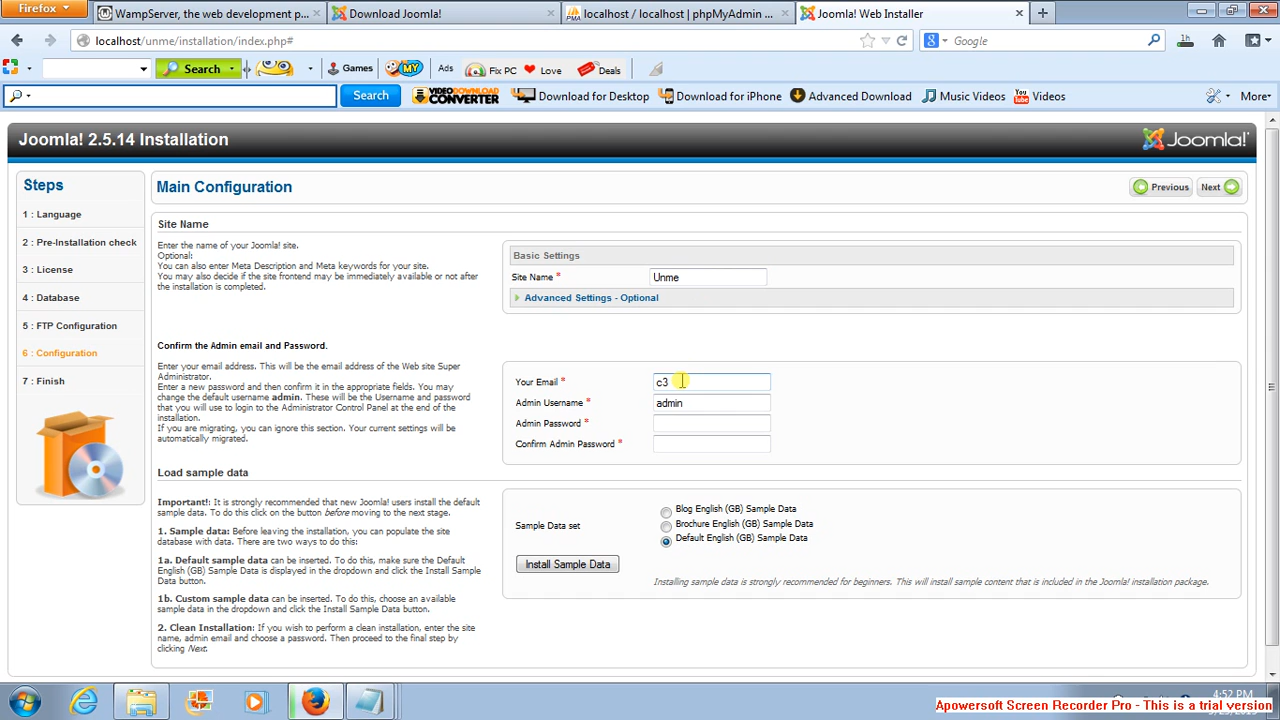 Firefox
WampServer, the web development p...
Download Joomla!
localhost / localhost | phpMyAdmin ...
Joomla! Web Installer
localhost/unme/installation/index.php#
Google
1h
Search
Games
MY
Ads
Fix PC
Love
Deals
Search
VIDEO DOWNLOAD CONVERTER
Download for Desktop
Download for iPhone
Advanced Download
Music Videos
You Tube
Videos
More
Joomla! 2.5.14 Installation
Joomla!
Steps
1 : Language
2 : Pre-Installation check
3 : License
4 : Database
5 : FTP Configuration
6 : Configuration
7 : Finish
Main Configuration
Previous
Next
Site Name
Enter the name of your Joomla! site.
Optional:
You can also enter Meta Description and Meta keywords for your site.
You may also decide if the site frontend may be immediately available or not after
the installation is completed.
Basic Settings
Site Name *
Unme
Advanced Settings - Optional
Confirm the Admin email and Password.
Enter your email address. This will be the email address of the Web site Super
Administrator.
Enter a new password and then confirm it in the appropriate fields. You may
change the default username admin. These will be the Username and password
that you will use to login to the Administrator Control Panel at the end of the
installation.
If you are migrating, you can ignore this section. Your current settings will be
automatically migrated.
Your Email *
c3
Admin Username *
admin
Admin Password *
Confirm Admin Password *
Load sample data
Important!: It is strongly recommended that new Joomla! users install the default
sample data. To do this click on the button before moving to the next stage.
1. Sample data: Before leaving the installation, you can populate the site
database with data. There are two ways to do this:
1a. Default sample data can be inserted. To do this, make sure the Default
English (GB) Sample Data is displayed in the dropdown and click the Install Sample
Data button.
1b. Custom sample data can be inserted. To do this, choose an available
sample data in the dropdown and click the Install Sample Data button.
2. Clean Installation: If you wish to perform a clean installation, enter the site
name, admin email and choose a password. Then proceed to the final step by
clicking Next.
Sample Data set
Blog English (GB) Sample Data
Brochure English (GB) Sample Data
Default English (GB) Sample Data
Install Sample Data
Installing sample data is strongly recommended for beginners. This will install sample content that is included in the Joomla! installation package.
4:52 PM
Apowersoft Screen Recorder Pro - This is a trial version